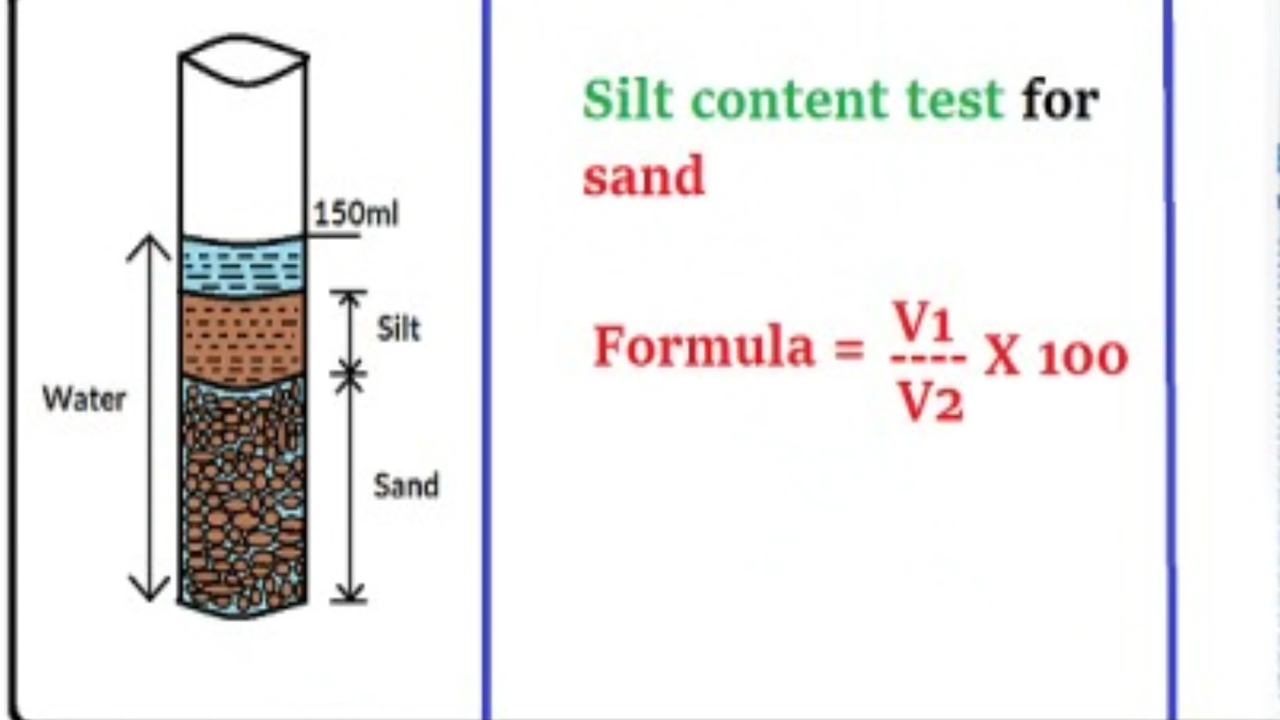 150ml
Silt
Water
Sand
Silt content test for
sand
Formula = V1
----
V2 X 100